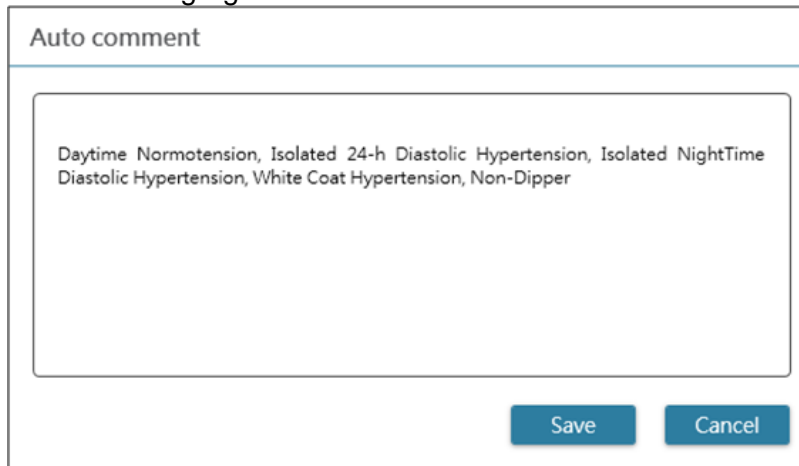 Auto comment
Daytime Normotension, Isolated 24-h Diastolic Hypertension, Isolated NightTime
Diastolic Hypertension, White Coat Hypertension, Non-Dipper
Save Cancel